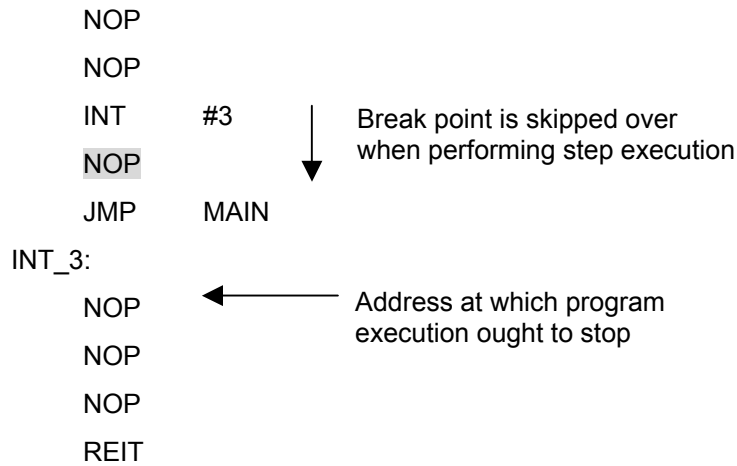 NOP
NOP
INT #3
Break point is skipped over
when performing step execution
NOP
JMP MAIN
INT_3:
NOP
Address at which program
execution ought to stop
NOP
NOP
REIT